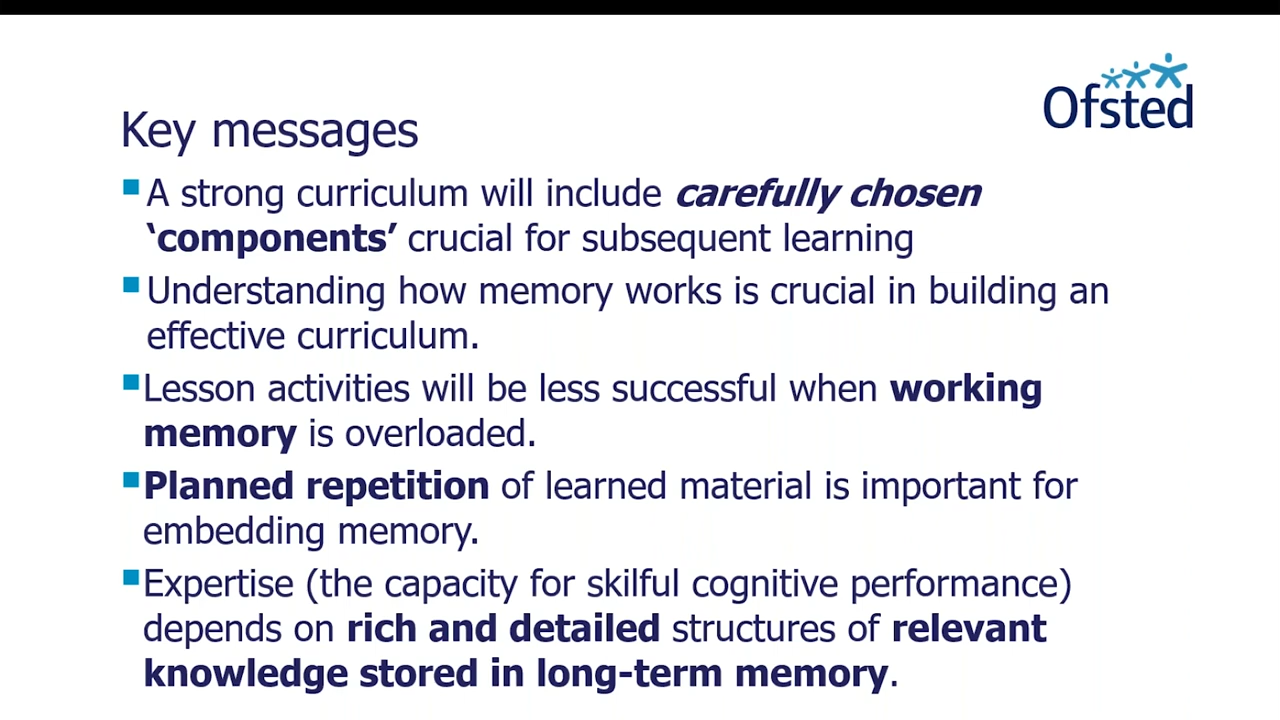 Ofsted
Key messages
A strong curriculum will include carefully chosen
‘components’ crucial for subsequent learning
Understanding how memory works is crucial in building an
effective curriculum.
Lesson activities will be less successful when working
memory is overloaded.
Planned repetition of learned material is important for
embedding memory.
Expertise (the capacity for skilful cognitive performance)
depends on rich and detailed structures of relevant
knowledge stored in long-term memory.